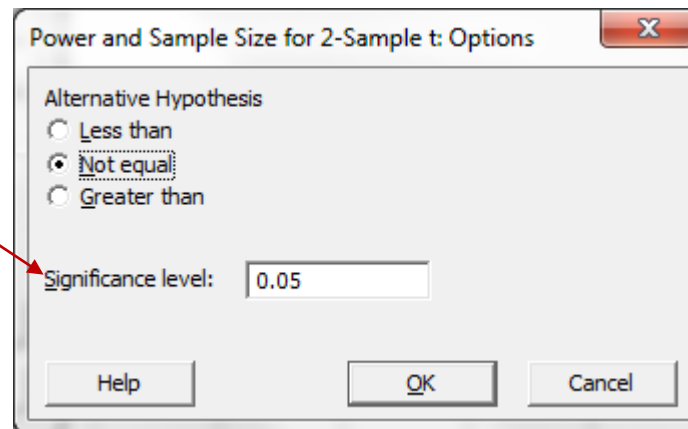 Power and Sample Size for 2-Sample t: Options
Alternative Hypothesis
Less than
Not equal
Greater than
Significance level: 0.05
Help OK Cancel